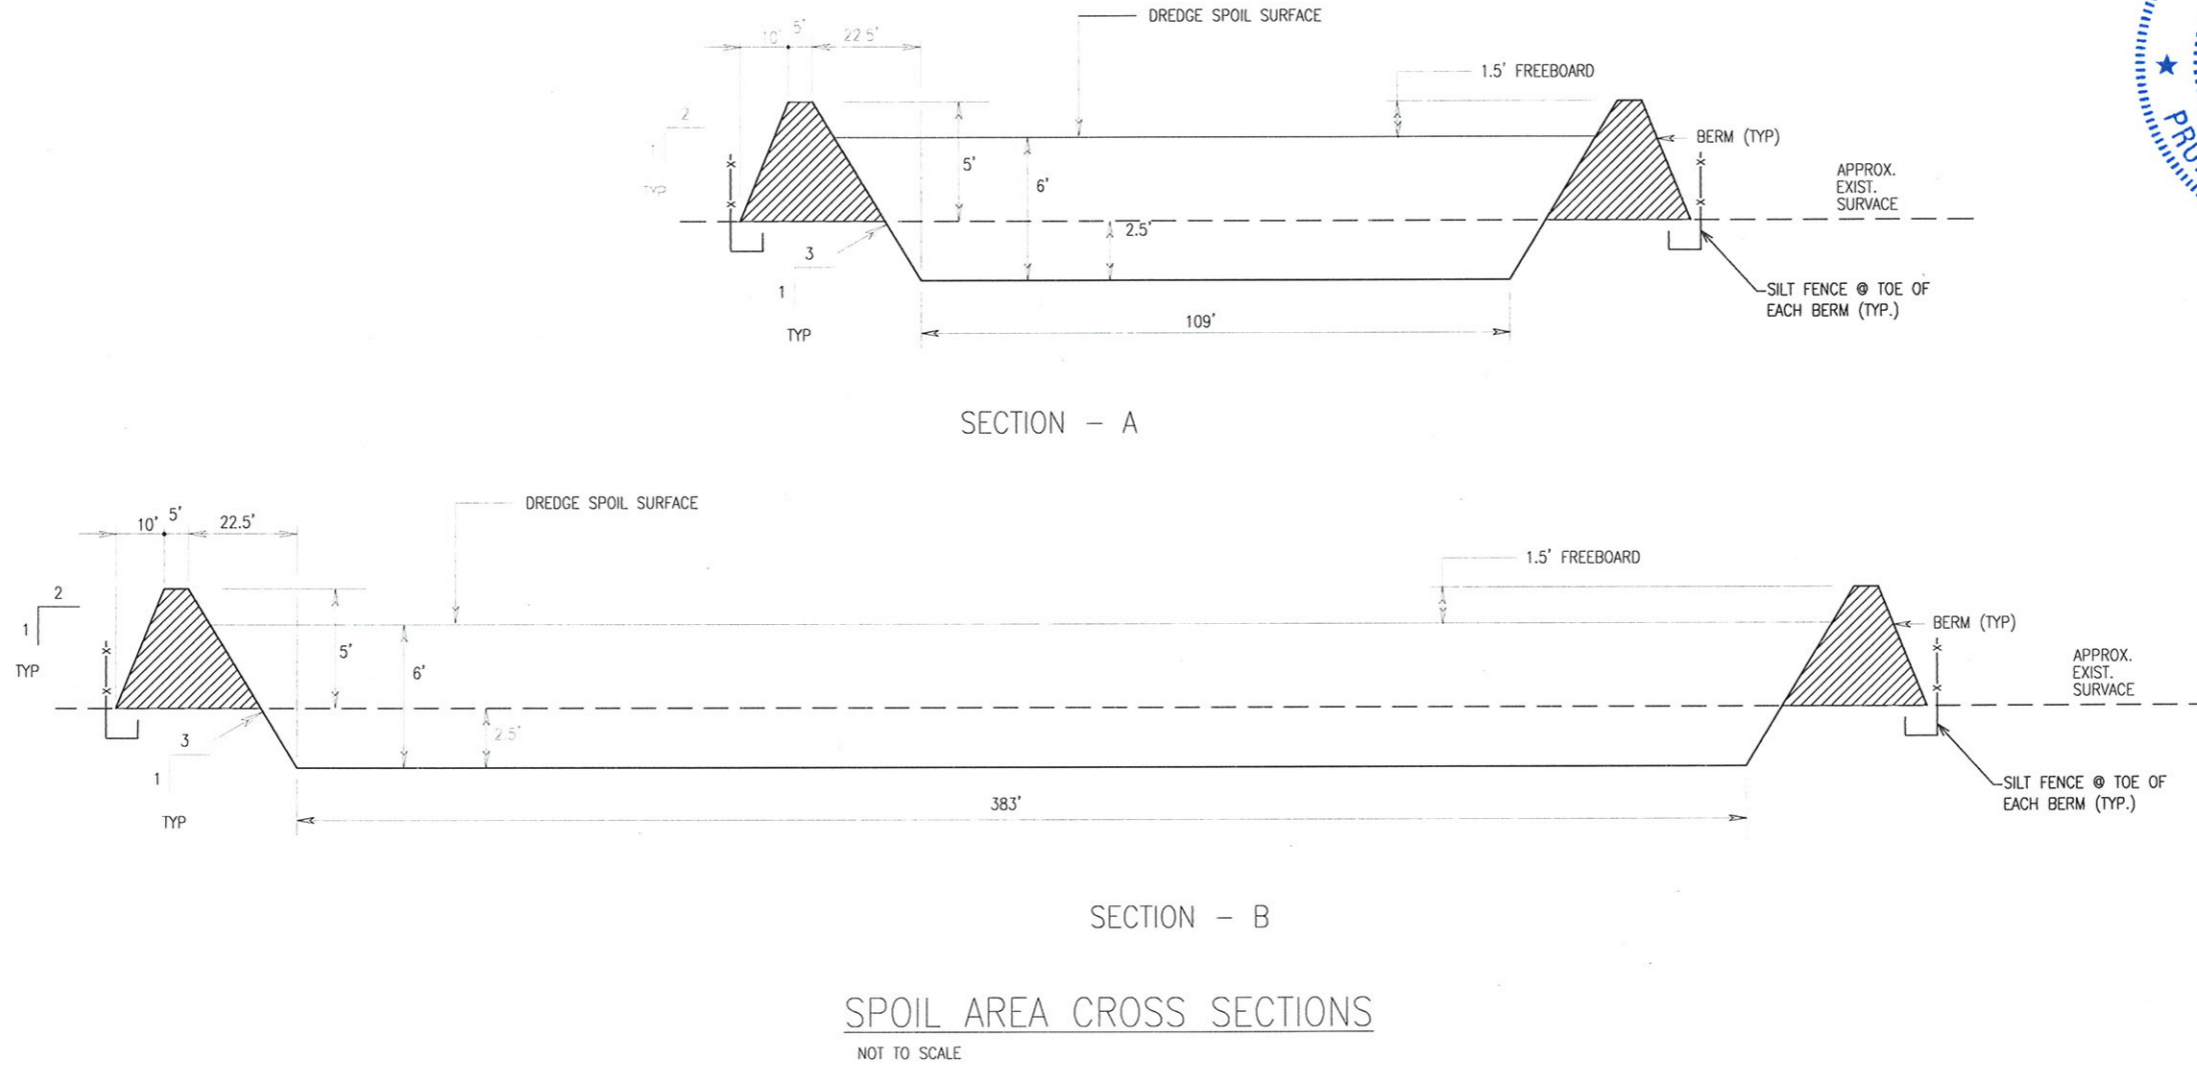 DREDGE SPOIL SURFACE
10' 5' 22.5'
1.5' FREEBOARD
2
1
TYP
5'
6'
2.5'
BERM (TYP)
APPROX.
EXIST.
SURVACE
3
1
TYP
SILT FENCE @ TOE OF
EACH BERM (TYP.)
109'
SECTION - A
DREDGE SPOIL SURFACE
10' 5' 22.5'
1.5' FREEBOARD
2
1
TYP
5'
6'
2.5'
BERM (TYP)
APPROX.
EXIST.
SURVACE
3
1
TYP
SILT FENCE @ TOE OF
EACH BERM (TYP.)
383'
SECTION - B
SPOIL AREA CROSS SECTIONS
NOT TO SCALE